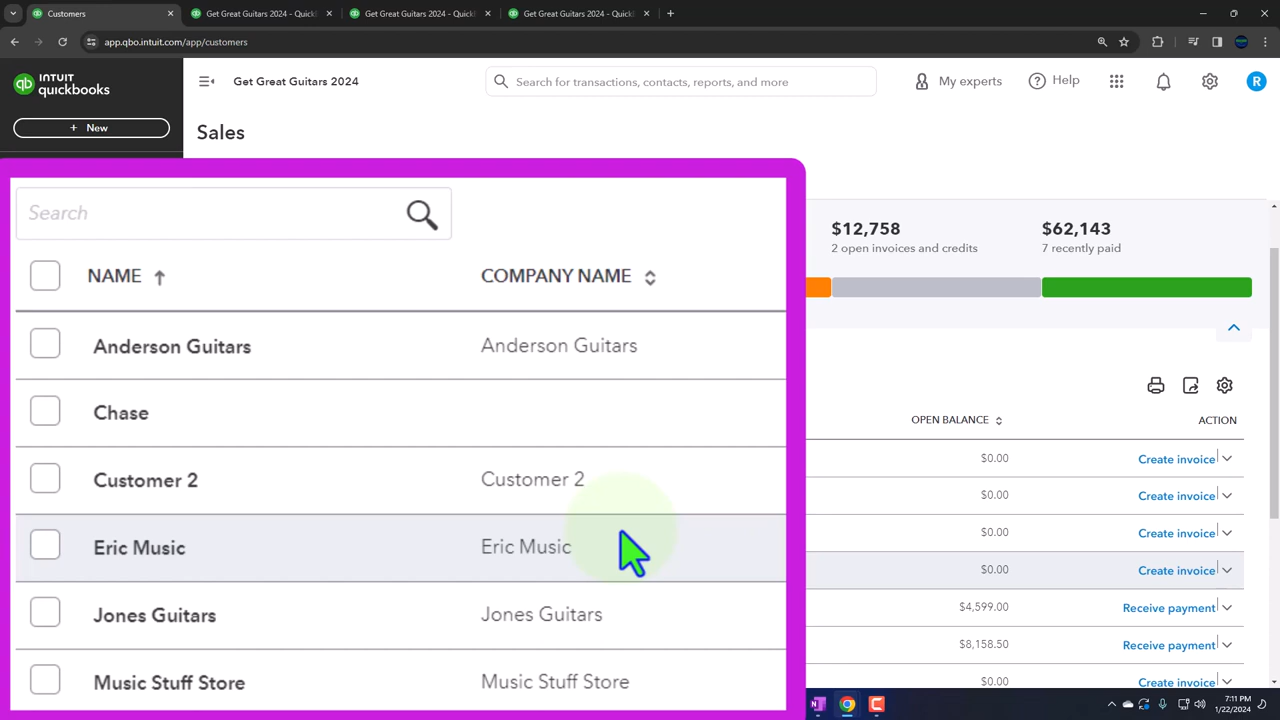 Customers
Get Great Guitars 2024 - Quick
Get Great Guitars 2024 - Quick
Get Great Guitars 2024 - Quick
app.qbo.intuit.com/app/customers
INTUIT
quickbooks
Get Great Guitars 2024
Search for transactions, contacts, reports, and more
My experts
Help
R
+ New
Sales
$12,758
2 open invoices and credits
$62,143
7 recently paid
Search
NAME
COMPANY NAME
Anderson Guitars
Anderson Guitars
Chase
Customer 2
Customer 2
Eric Music
Eric Music
Jones Guitars
Jones Guitars
Music Stuff Store
Music Stuff Store
OPEN BALANCE
ACTION
$0.00
Create invoice
$0.00
Create invoice
$0.00
Create invoice
$0.00
Create invoice
$4,599.00
Receive payment
$8,158.50
Receive payment
$0.00
Create invoice
7:11 PM
1/22/2024